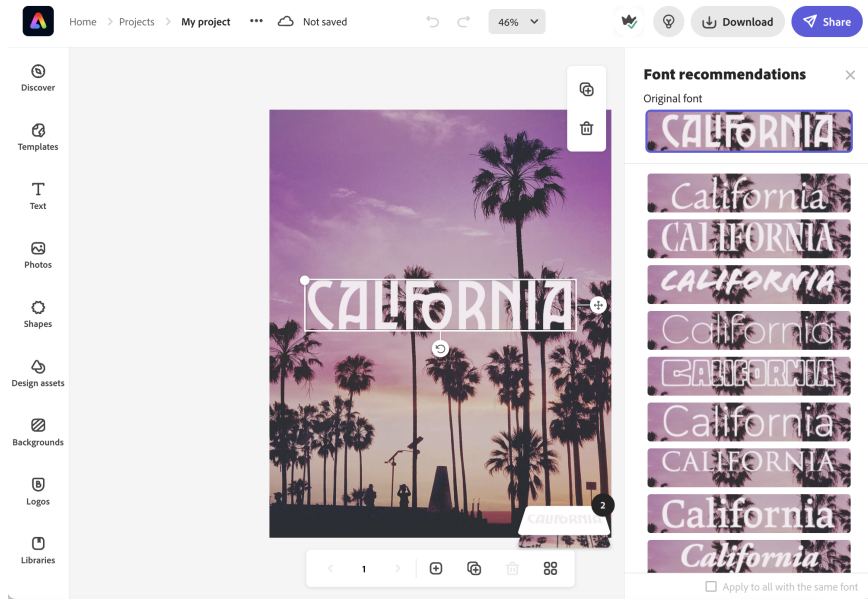 Home
Projects
My project
Not saved
46%
Download
Share
Discover
Templates
Text
Photos
Shapes
Design assets
Backgrounds
Logos
Libraries
CALIFORNIA
2
CALIFORNIA
1
Font recommendations
Original font
CALIFORNIA
California
CALIFORNIA
CALIFORNIA
California
CALIFORNIA
California
CALIFORNIA
California
California
Apply to all with the same font